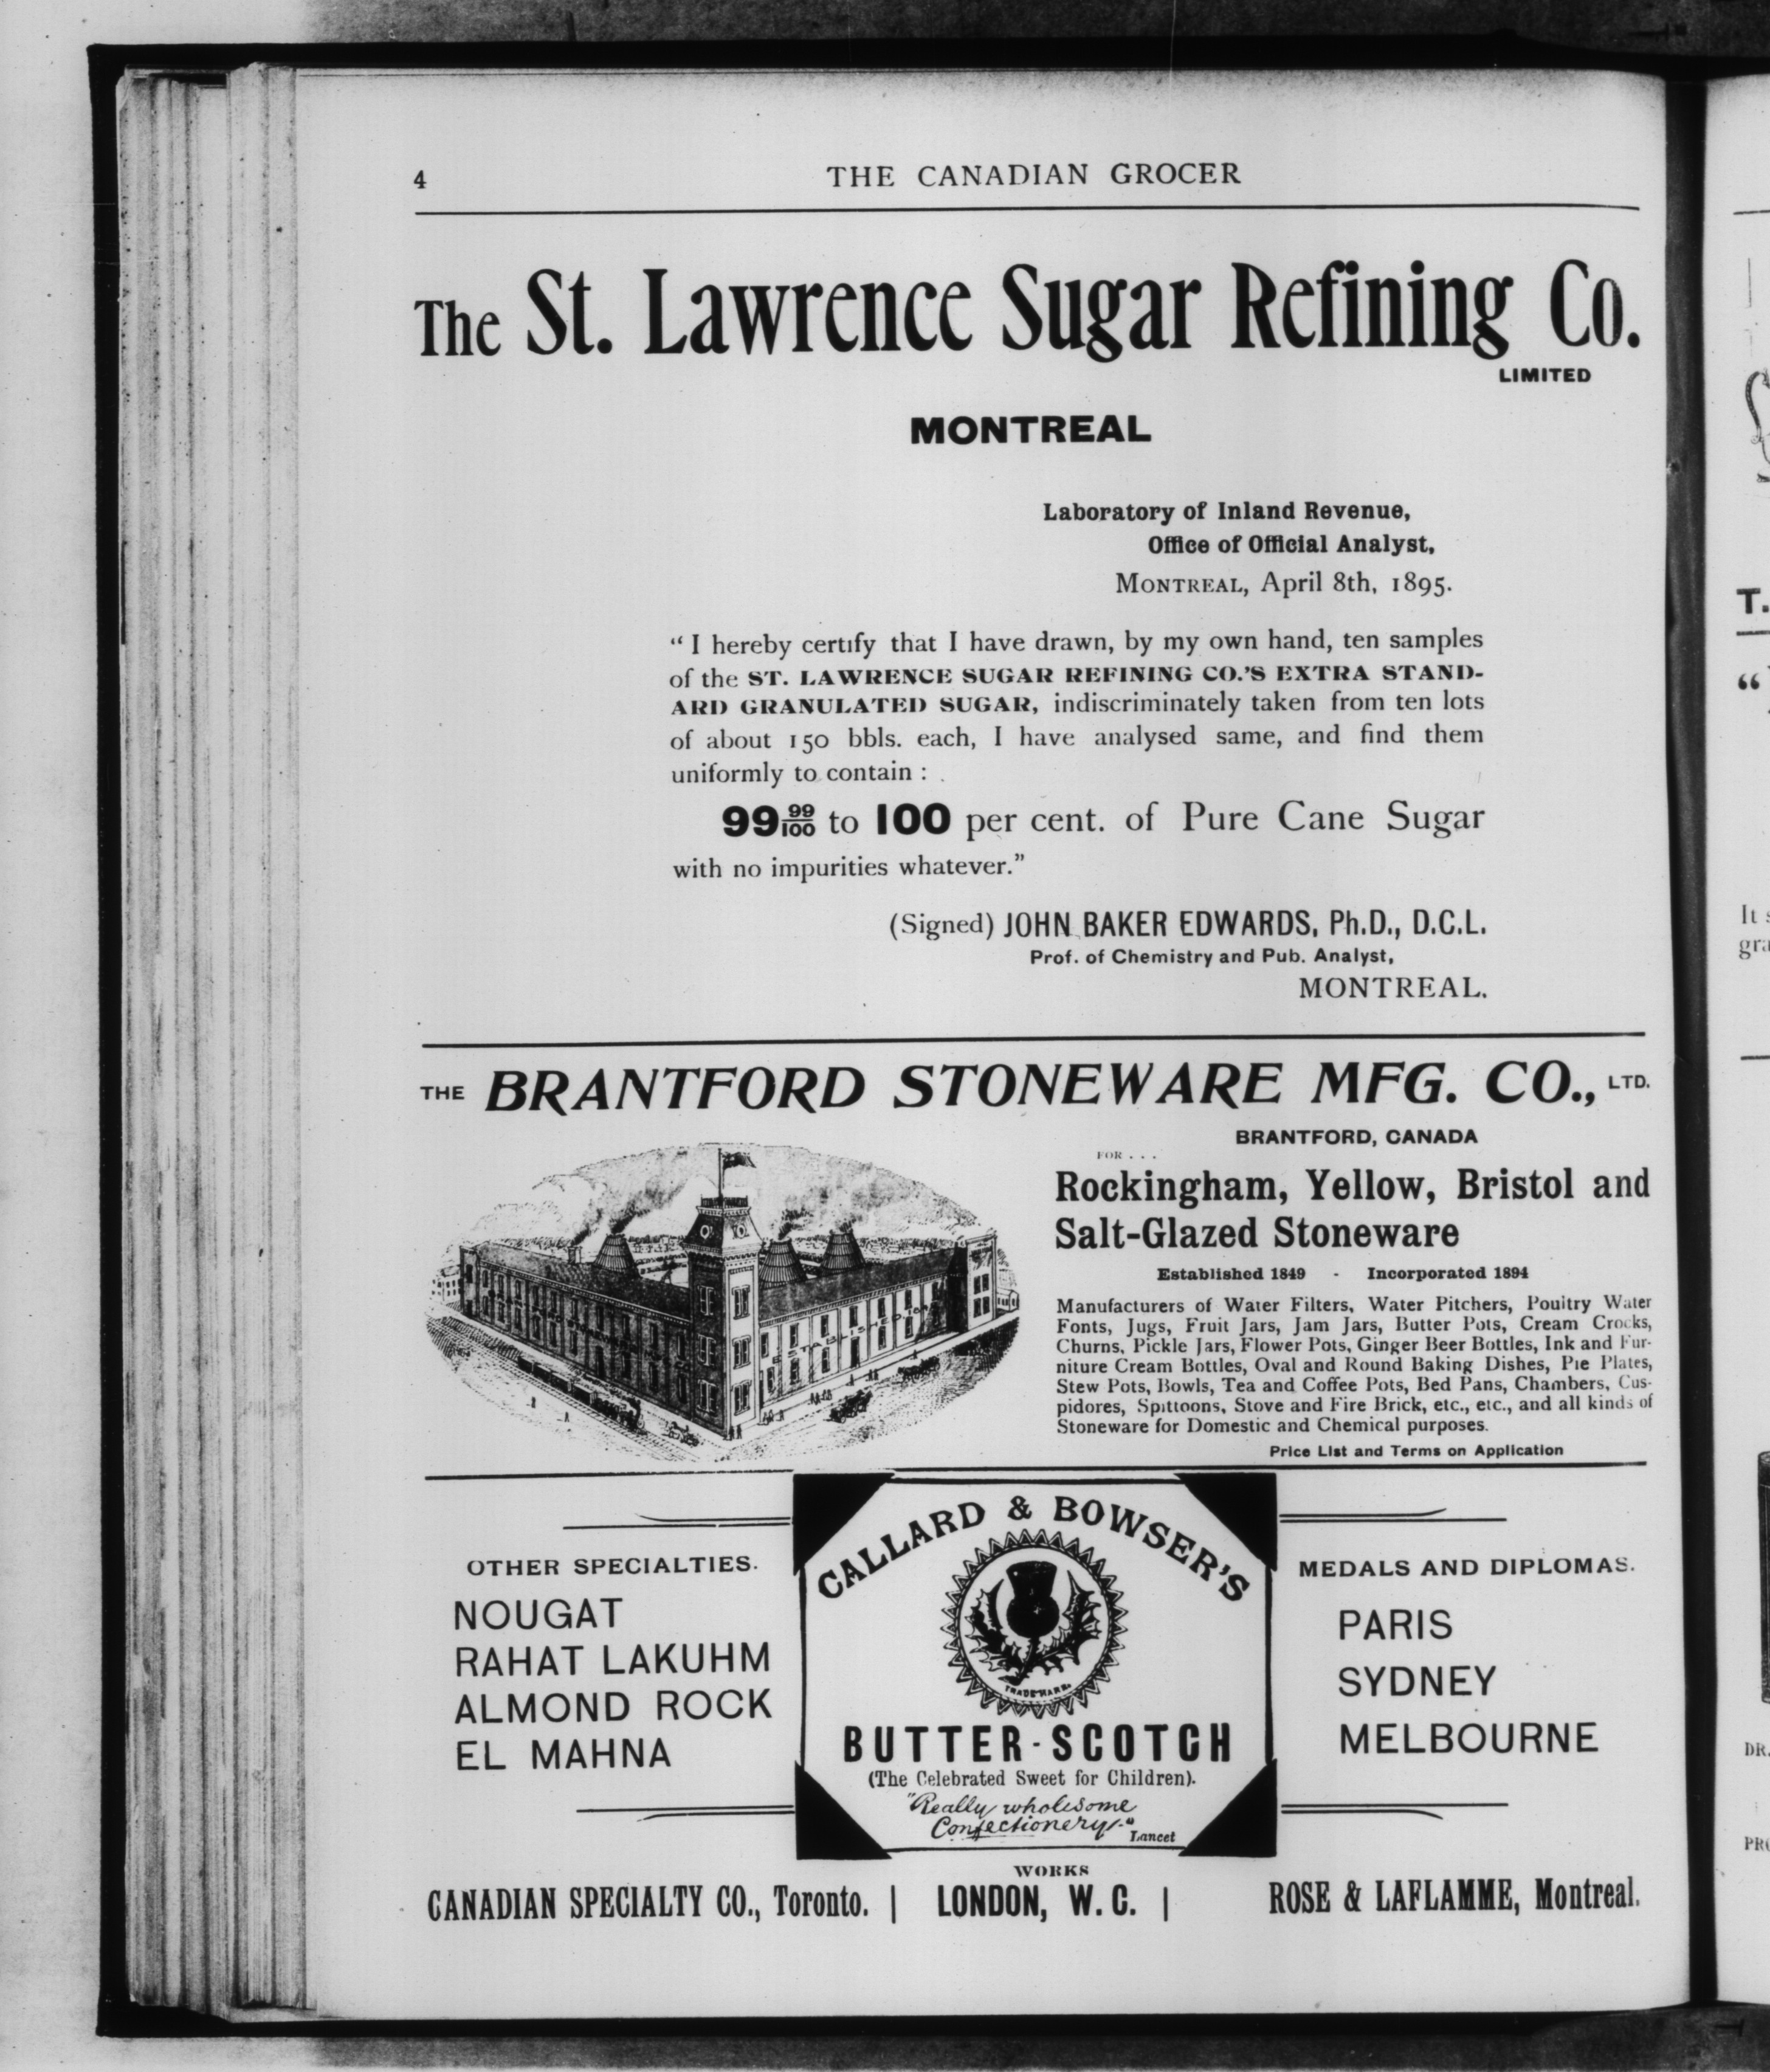 4
THE CANADIAN GROCER
The St. Lawrence Sugar Refining Co.
LIMITED
MONTREAL
Laboratory of Inland Revenue,
Office of Official Analyst,
MONTREAL, April 8th, 1895.
“I hereby certify that I have drawn, by my own hand, ten samples
of the ST. LAWRENCE SUGAR REFINING CO.'S EXTRA STAND-
ARD GRANULATED SUGAR, indiscriminately taken from ten lots
of about 150 bbls. each, I have analysed same, and find them
uniformly to contain :
99 99/100 to 100 per cent. of Pure Cane Sugar
with no impurities whatever.”
(Signed) JOHN BAKER EDWARDS, Ph.D., D.C.L.
Prof. of Chemistry and Pub. Analyst,
MONTREAL.
THE BRANTFORD STONEWARE MFG. CO., LTD.
BRANTFORD, CANADA
FOR . . .
Rockingham, Yellow, Bristol and
Salt-Glazed Stoneware
Established 1849 - Incorporated 1894
Manufacturers of Water Filters, Water Pitchers, Poultry Water
Fonts, Jugs, Fruit Jars, Jam Jars, Butter Pots, Cream Crocks,
Churns, Pickle Jars, Flower Pots, Ginger Beer Bottles, Ink and Fur-
niture Cream Bottles, Oval and Round Baking Dishes, Pie Plates,
Stew Pots, Bowls, Tea and Coffee Pots, Bed Pans, Chambers, Cus-
pidores, Spittoons, Stove and Fire Brick, etc., etc., and all kinds of
Stoneware for Domestic and Chemical purposes.
Price List and Terms on Application
OTHER SPECIALTIES.
NOUGAT
RAHAT LAKUHM
ALMOND ROCK
EL MAHNA
CALLARD & BOWSER'S
TRADE MARK
BUTTER-SCOTCH
(The Celebrated Sweet for Children).
"Really wholesome
Confectionery."
Lancet
MEDALS AND DIPLOMAS.
PARIS
SYDNEY
MELBOURNE
WORKS
CANADIAN SPECIALTY CO., Toronto. | LONDON, W. C. | ROSE & LAFLAMME, Montreal.
T.
“
It
gra
DR.